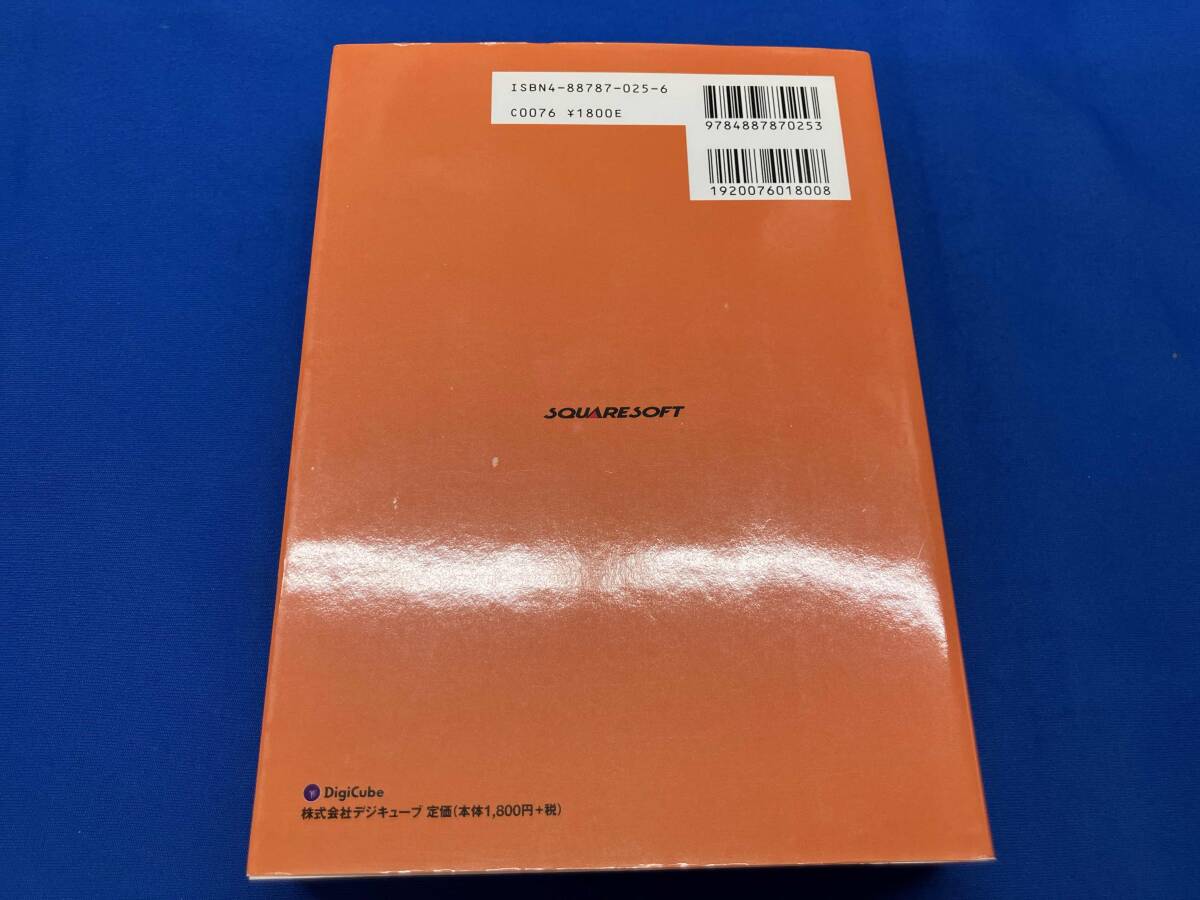 ISBN4-88787-025-6
C0076 ¥1800E
9784887870253
1920076018008
SQUARESOFT
DigiCube
株式会社デジキューブ 定価(本体1,800円+税)